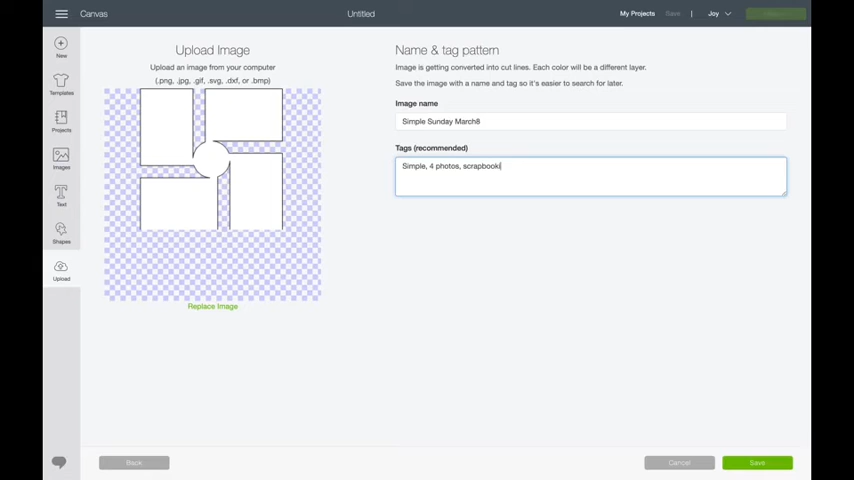 Canvas
Untitled
My Projects
Save
|
Joy
New
Templates
Projects
Images
Text
Shapes
Upload
Upload Image
Upload an image from your computer
(.png, .jpg, .gif, .svg, .dxf, or .bmp)
Replace Image
Name & tag pattern
Image is getting converted into cut lines. Each color will be a different layer.
Save the image with a name and tag so it's easier to search for later.
Image name
Simple Sunday March8
Tags (recommended)
Simple, 4 photos, scrapbooki
Back
Cancel
Save